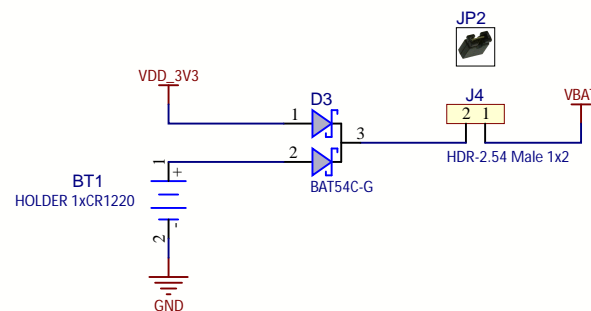 JP2
VDD_3V3
D3
J4
VBAT
1
2 1
3
2
HDR-2.54 Male 1x2
1
+
BT1
BAT54C-G
HOLDER 1xCR1220
-
2
GND